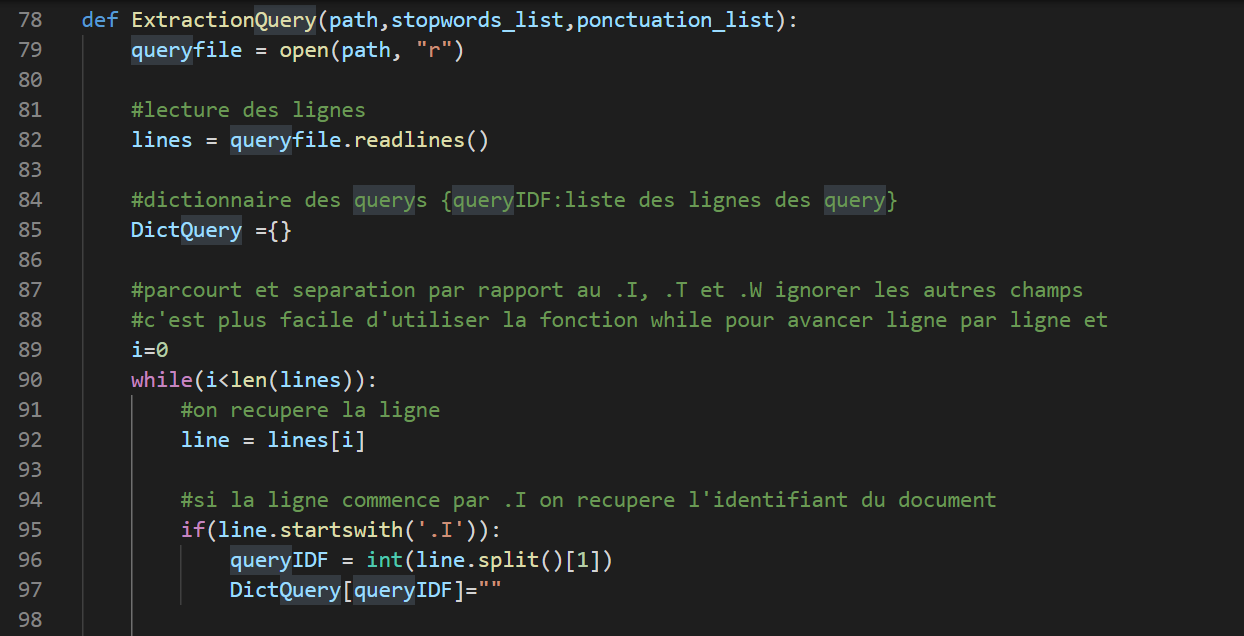 78 def ExtractionQuery(path,stopwords_list,ponctuation_list):
79     queryfile = open(path, "r")
80
81     #lecture des lignes
82     lines = queryfile.readlines()
83
84     #dictionnaire des querys {queryIDF:liste des lignes des query}
85     DictQuery ={}
86
87     #parcourt et separation par rapport au .I, .T et .W ignorer les autres champs
88     #c'est plus facile d'utiliser la fonction while pour avancer ligne par ligne et
89     i=0
90     while(i<len(lines)):
91         #on recupere la ligne
92         line = lines[i]
93
94         #si la ligne commence par .I on recupere l'identifiant du document
95         if(line.startswith('.I')):
96             queryIDF = int(line.split()[1])
97             DictQuery[queryIDF]=""
98